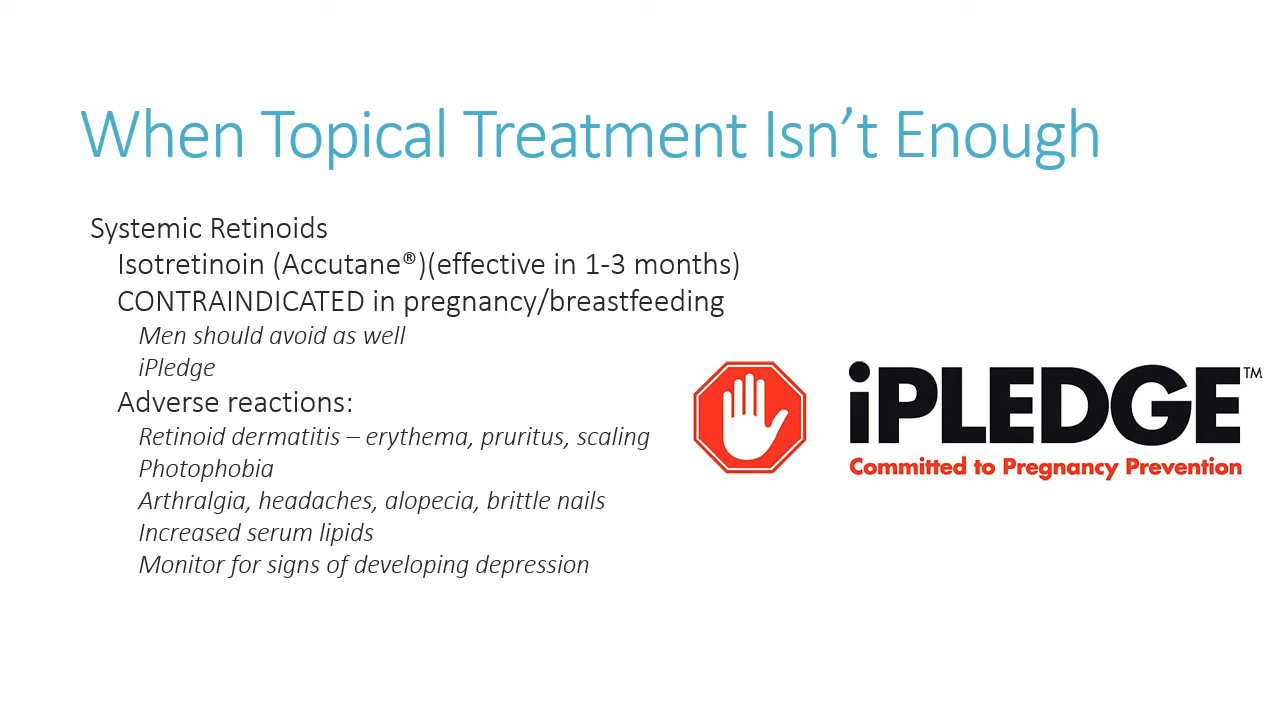 When Topical Treatment Isn’t Enough
Systemic Retinoids
Isotretinoin (Accutane®)(effective in 1-3 months)
CONTRAINDICATED in pregnancy/breastfeeding
Men should avoid as well
iPledge
Adverse reactions:
Retinoid dermatitis – erythema, pruritus, scaling
Photophobia
Arthralgia, headaches, alopecia, brittle nails
Increased serum lipids
Monitor for signs of developing depression
iPLEDGE™
Committed to Pregnancy Prevention